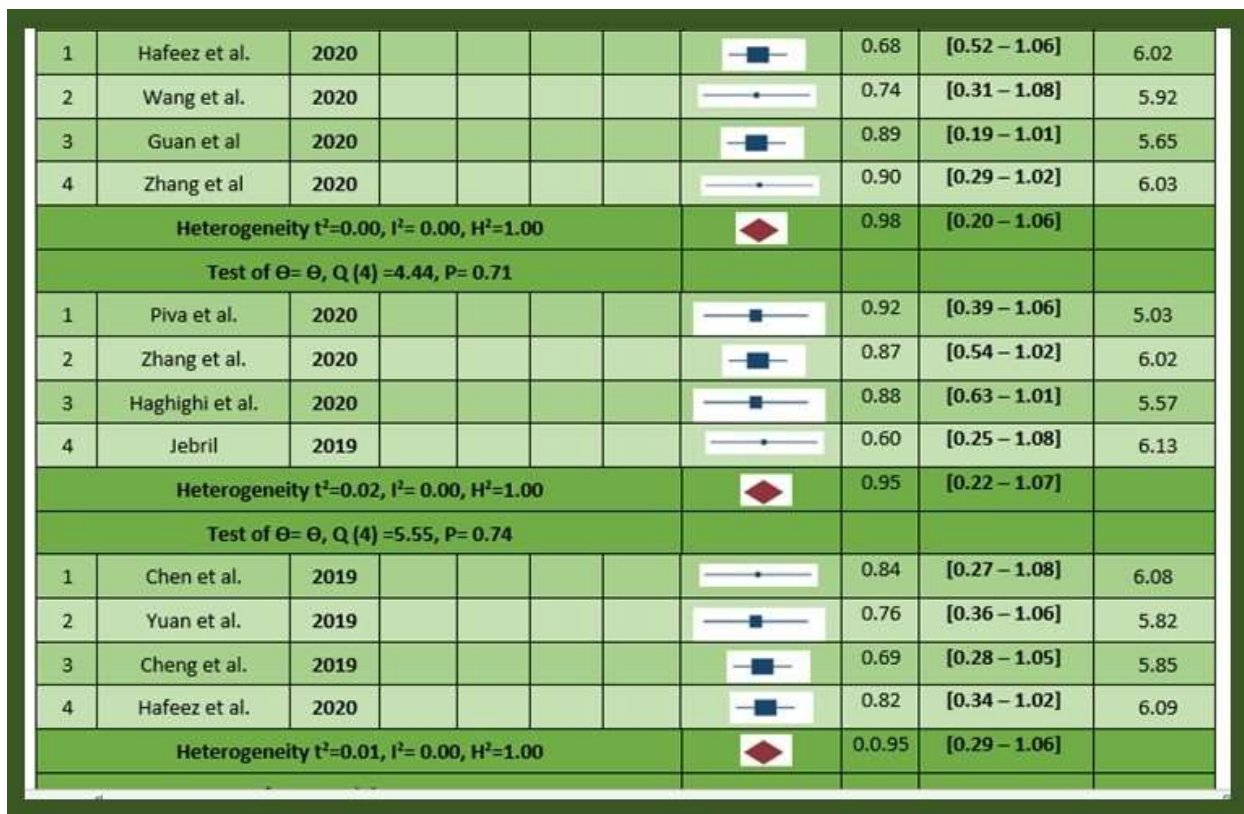 1 Hafeez et al. 2020 0.68 [0.52 – 1.06] 6.02
2 Wang et al. 2020 0.74 [0.31 – 1.08] 5.92
3 Guan et al 2020 0.89 [0.19 – 1.01] 5.65
4 Zhang et al 2020 0.90 [0.29 – 1.02] 6.03
Heterogeneity t²=0.00, I²= 0.00, H²=1.00 0.98 [0.20 – 1.06]
Test of Ɵ= Ɵ, Q (4) =4.44, P= 0.71
1 Piva et al. 2020 0.92 [0.39 – 1.06] 5.03
2 Zhang et al. 2020 0.87 [0.54 – 1.02] 6.02
3 Haghighi et al. 2020 0.88 [0.63 – 1.01] 5.57
4 Jebril 2019 0.60 [0.25 – 1.08] 6.13
Heterogeneity t²=0.02, I²= 0.00, H²=1.00 0.95 [0.22 – 1.07]
Test of Ɵ= Ɵ, Q (4) =5.55, P= 0.74
1 Chen et al. 2019 0.84 [0.27 – 1.08] 6.08
2 Yuan et al. 2019 0.76 [0.36 – 1.06] 5.82
3 Cheng et al. 2019 0.69 [0.28 – 1.05] 5.85
4 Hafeez et al. 2020 0.82 [0.34 – 1.02] 6.09
Heterogeneity t²=0.01, I²= 0.00, H²=1.00 0.0.95 [0.29 – 1.06]